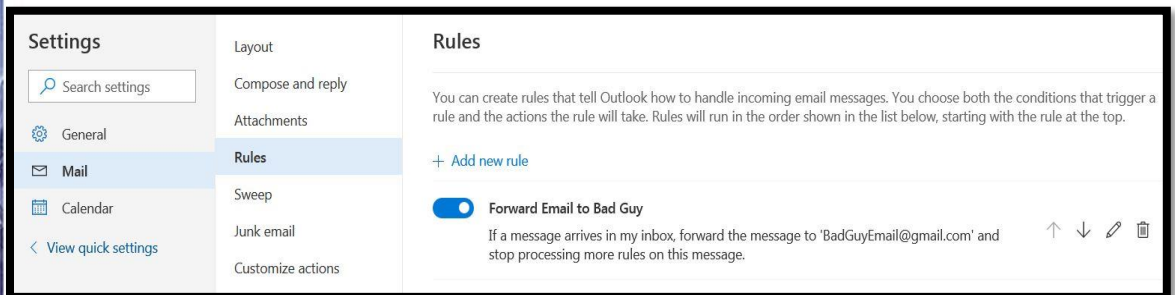 Settings
Search settings
General
Mail
Calendar
View quick settings
Layout
Compose and reply
Attachments
Rules
Sweep
Junk email
Customize actions
Rules
You can create rules that tell Outlook how to handle incoming email messages. You choose both the conditions that trigger a
rule and the actions the rule will take. Rules will run in the order shown in the list below, starting with the rule at the top.
+ Add new rule
Forward Email to Bad Guy
If a message arrives in my inbox, forward the message to 'BadGuyEmail@gmail.com' and
stop processing more rules on this message.